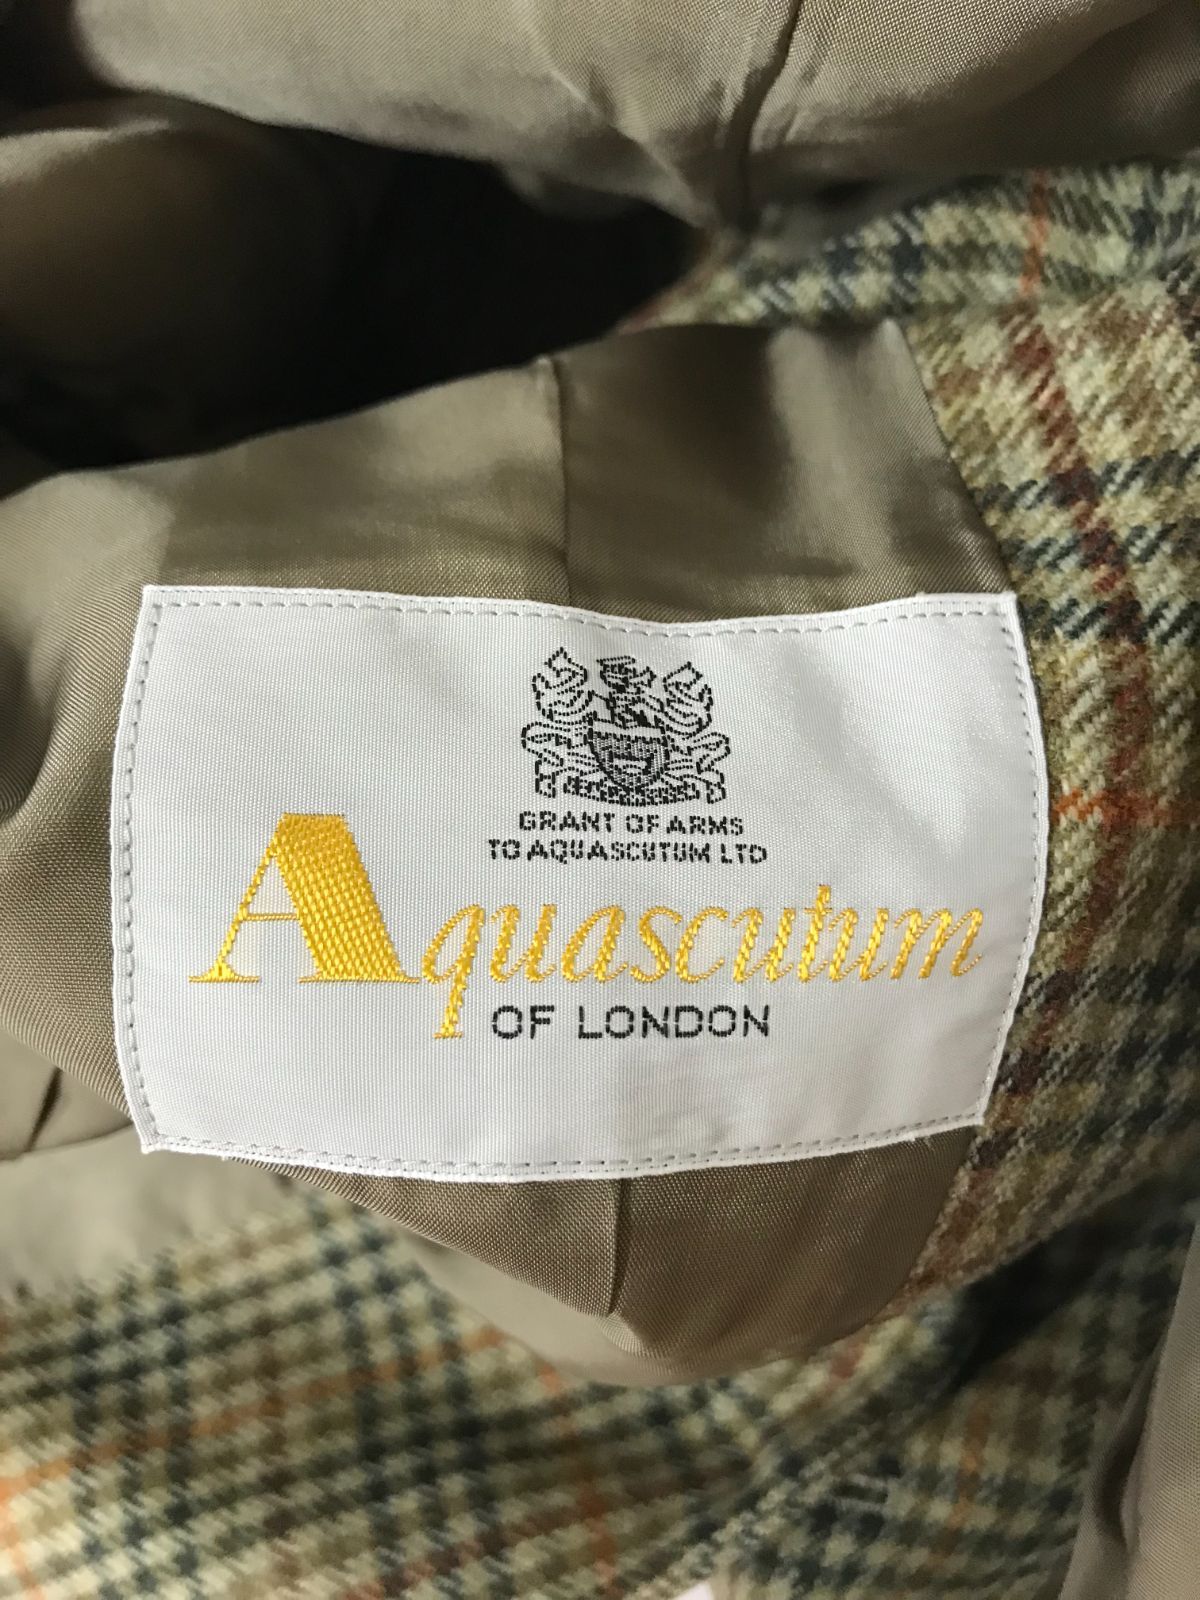 GRANT OF ARMS
TO AQUASCUTUM LTD
Aquascutum
OF LONDON